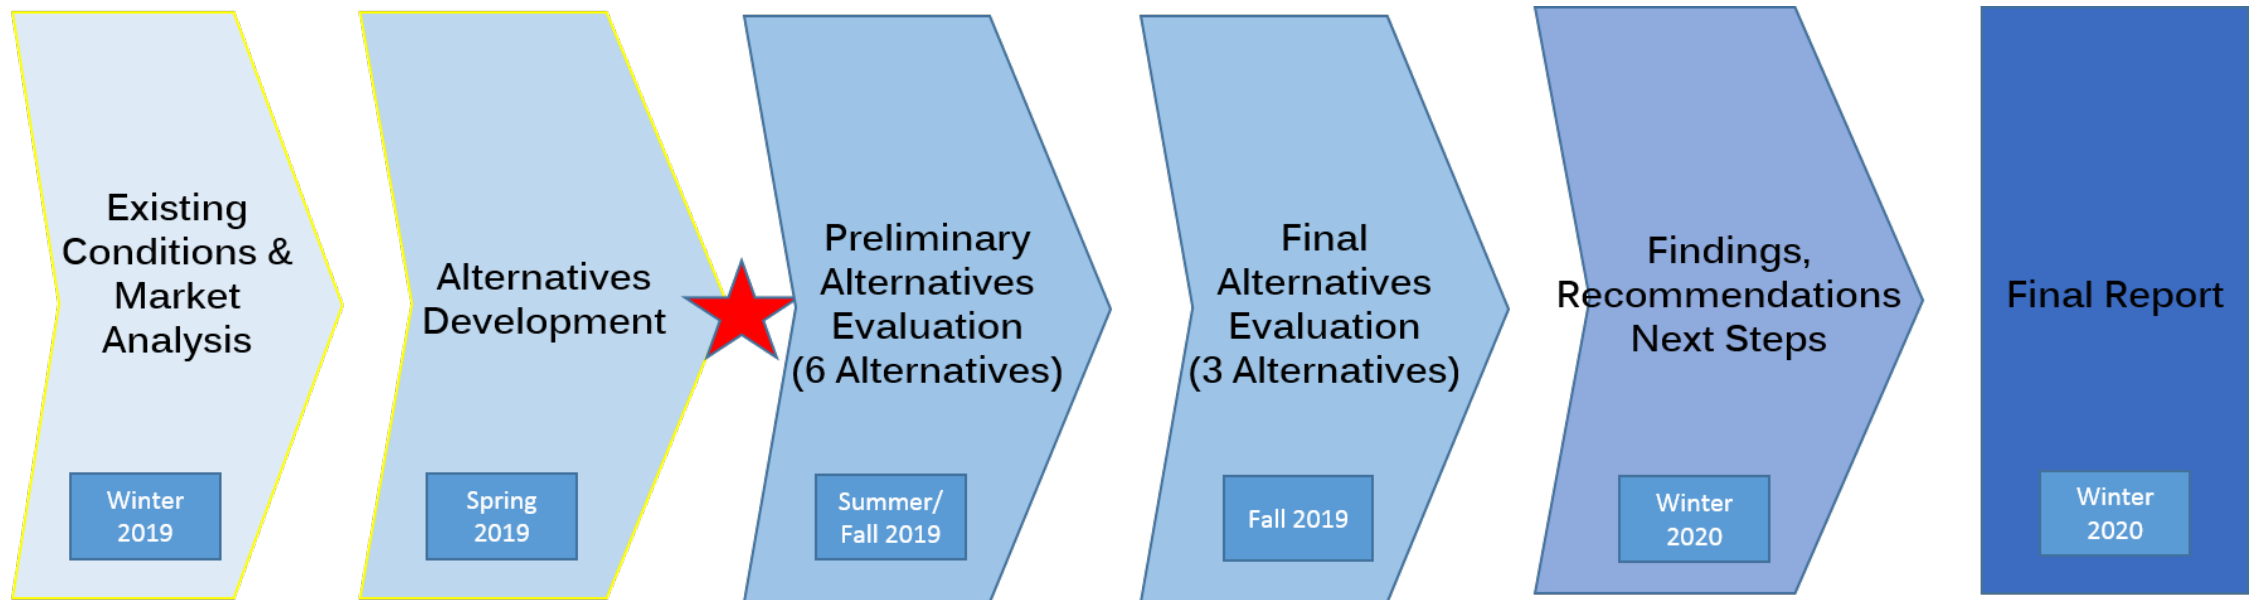 Existing
Conditions &
Market
Analysis
Winter
2019
Alternatives
Development
Spring
2019
Preliminary
Alternatives
Evaluation
(6 Alternatives)
Summer/
Fall 2019
Final
Alternatives
Evaluation
(3 Alternatives)
Fall 2019
Findings,
Recommendations
Next Steps
Winter
2020
Final Report
Winter
2020